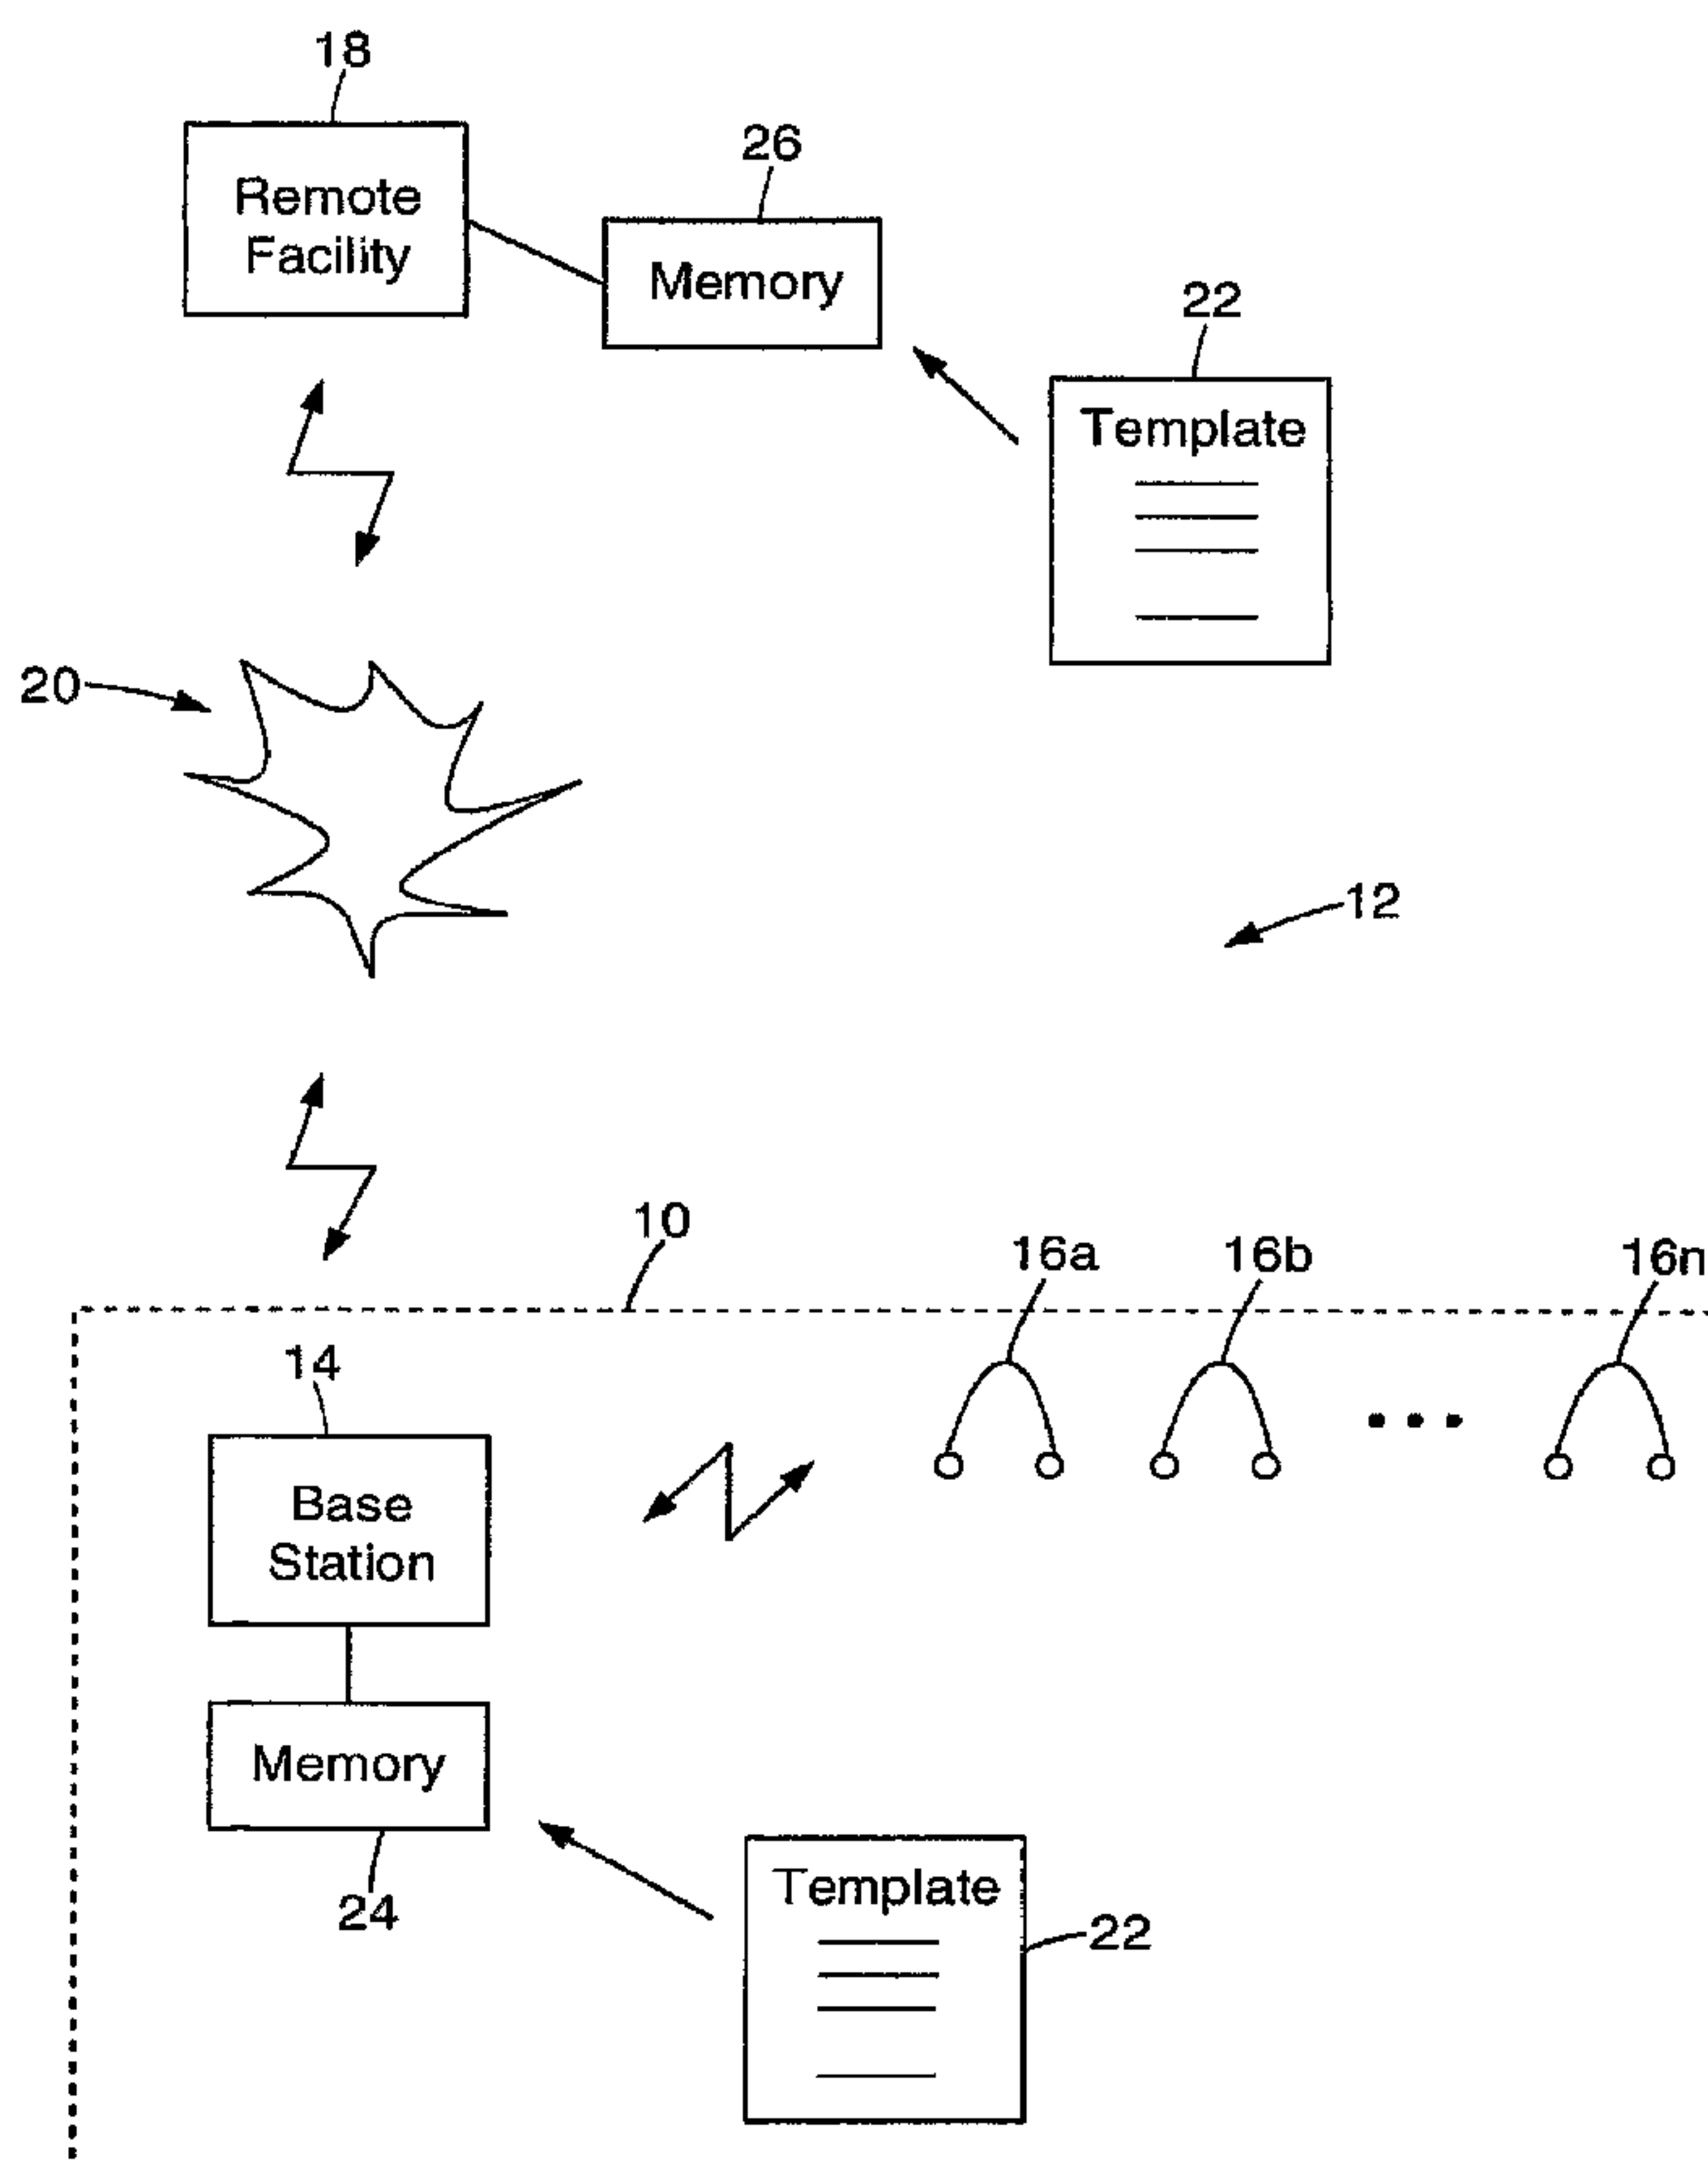 18
Remote
Facility
26
Memory
22
Template
20
12
10
16a
16b
16n
14
Base
Station
Memory
24
Template
22